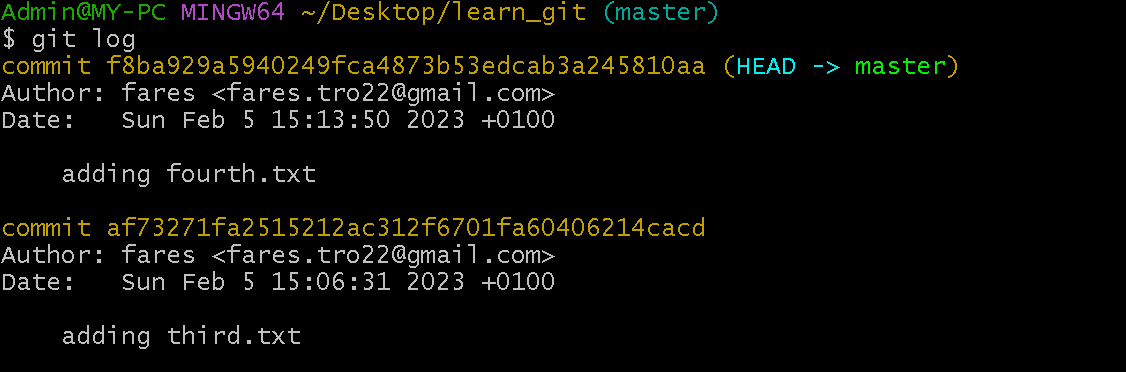 Admin@MY-PC MINGW64 ~/Desktop/learn_git (master)
$ git log
commit f8ba929a5940249fca4873b53edcab3a245810aa (HEAD -> master)
Author: fares <fares.tro22@gmail.com>
Date:   Sun Feb 5 15:13:50 2023 +0100

    adding fourth.txt

commit af73271fa2515212ac312f6701fa60406214cacd
Author: fares <fares.tro22@gmail.com>
Date:   Sun Feb 5 15:06:31 2023 +0100

    adding third.txt